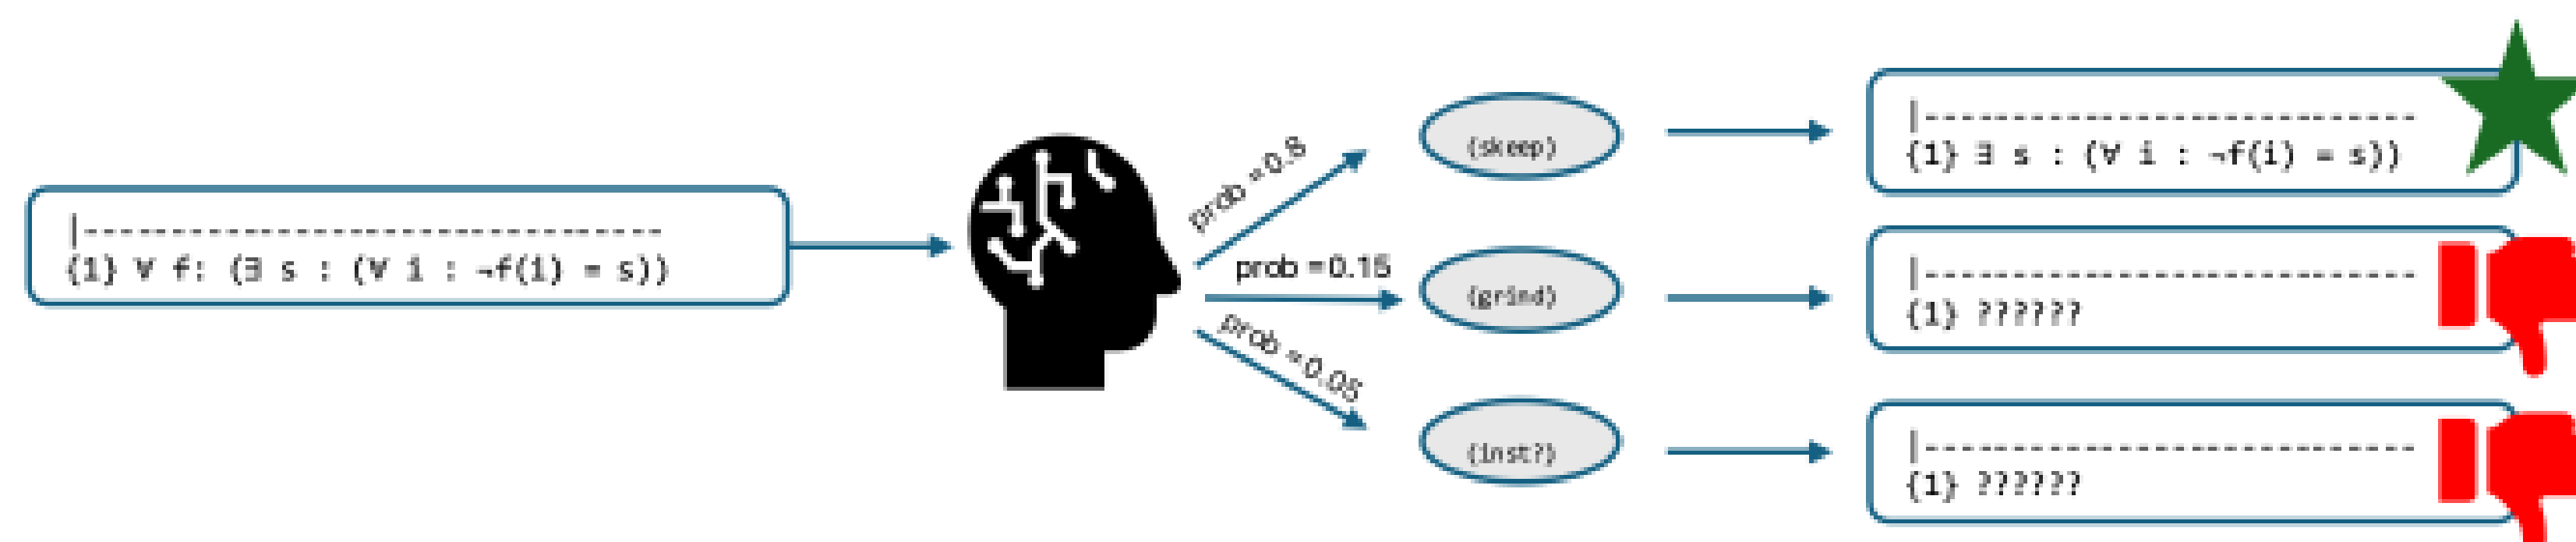 |---------------------------------
{1} ∀ f: (∃ s : (∀ i : ¬f(i) = s))
prob =0.8
prob =0.15
prob =0.05
(skeep)
(grind)
(inst?)
|----------------------------
{1} ∃ s : (∀ i : ¬f(i) = s))
|----------------------------
{1} ??????
|----------------------------
{1} ??????